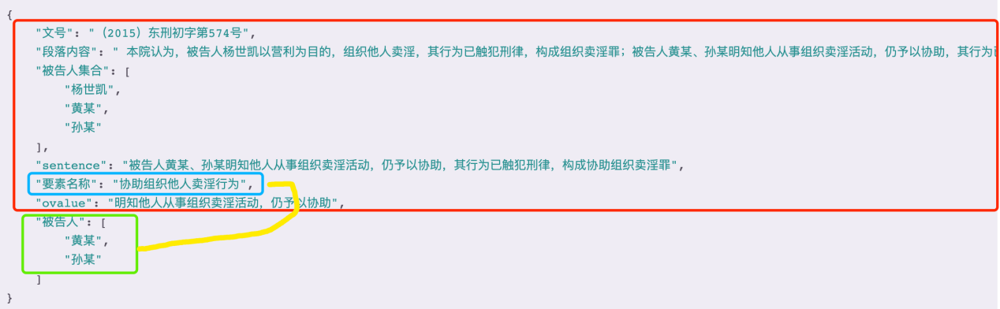 {
"文号": "（2015）东刑初字第574号",
"段落内容": " 本院认为，被告人杨世凯以营利为目的，组织他人卖淫，其行为已触犯刑律，构成组织卖淫罪；被告人黄某、孙某明知他人从事组织卖淫活动，仍予以协助，其行为
"被告人集合": [
"杨世凯",
"黄某",
"孙某"
],
"sentence": "被告人黄某、孙某明知他人从事组织卖淫活动，仍予以协助，其行为已触犯刑律，构成协助组织卖淫罪",
"要素名称": "协助组织他人卖淫行为",
"ovalue": "明知他人从事组织卖淫活动，仍予以协助",
"被告人": [
"黄某",
"孙某"
]
}